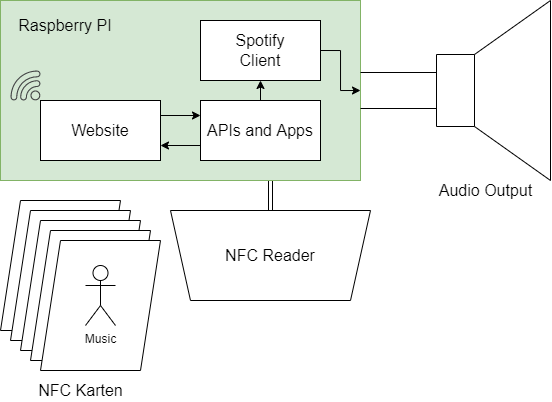 Raspberry PI
Spotify
Client
Website
APIs and Apps
Audio Output
NFC Reader
Music
NFC Karten